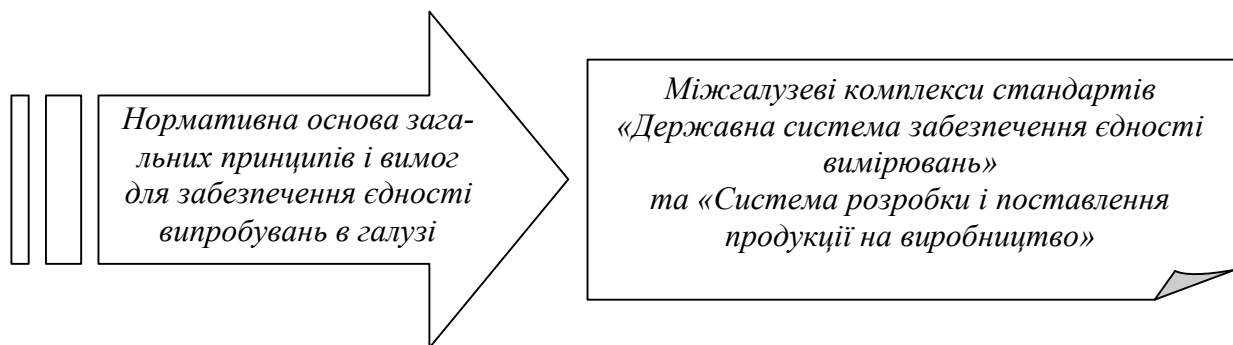 Нормативна основа зага-
льних принципів і вимог
для забезпечення єдності
випробувань в галузі
Міжгалузеві комплекси стандартів
«Державна система забезпечення єдності
вимірювань»
та «Система розробки і поставлення
продукції на виробництво»